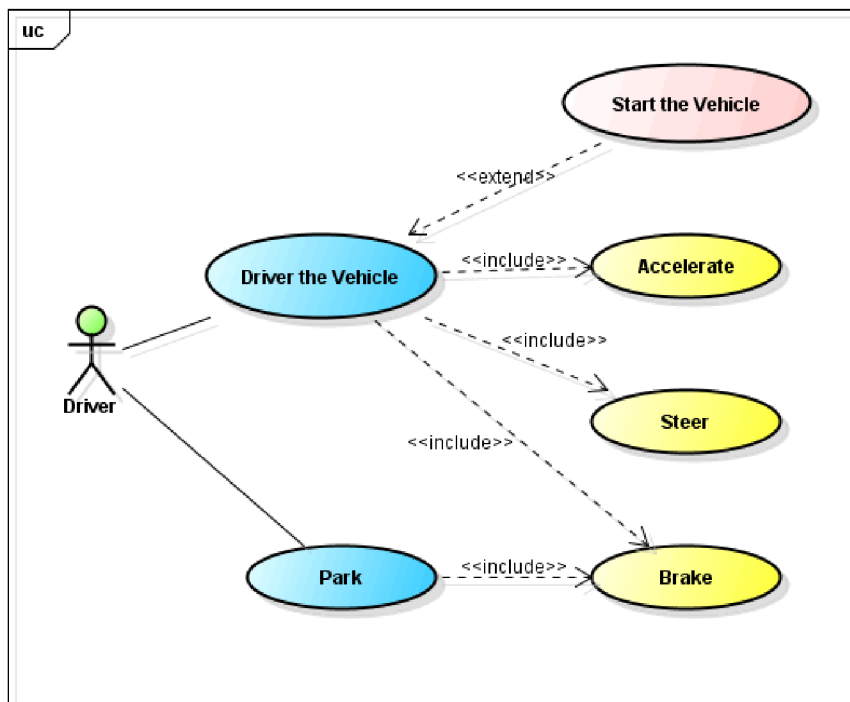 uc
Start the Vehicle
<<extend>>
Driver the Vehicle
<<include>>
Accelerate
<<include>>
Driver
Steer
<<include>>
Park
<<include>>
Brake